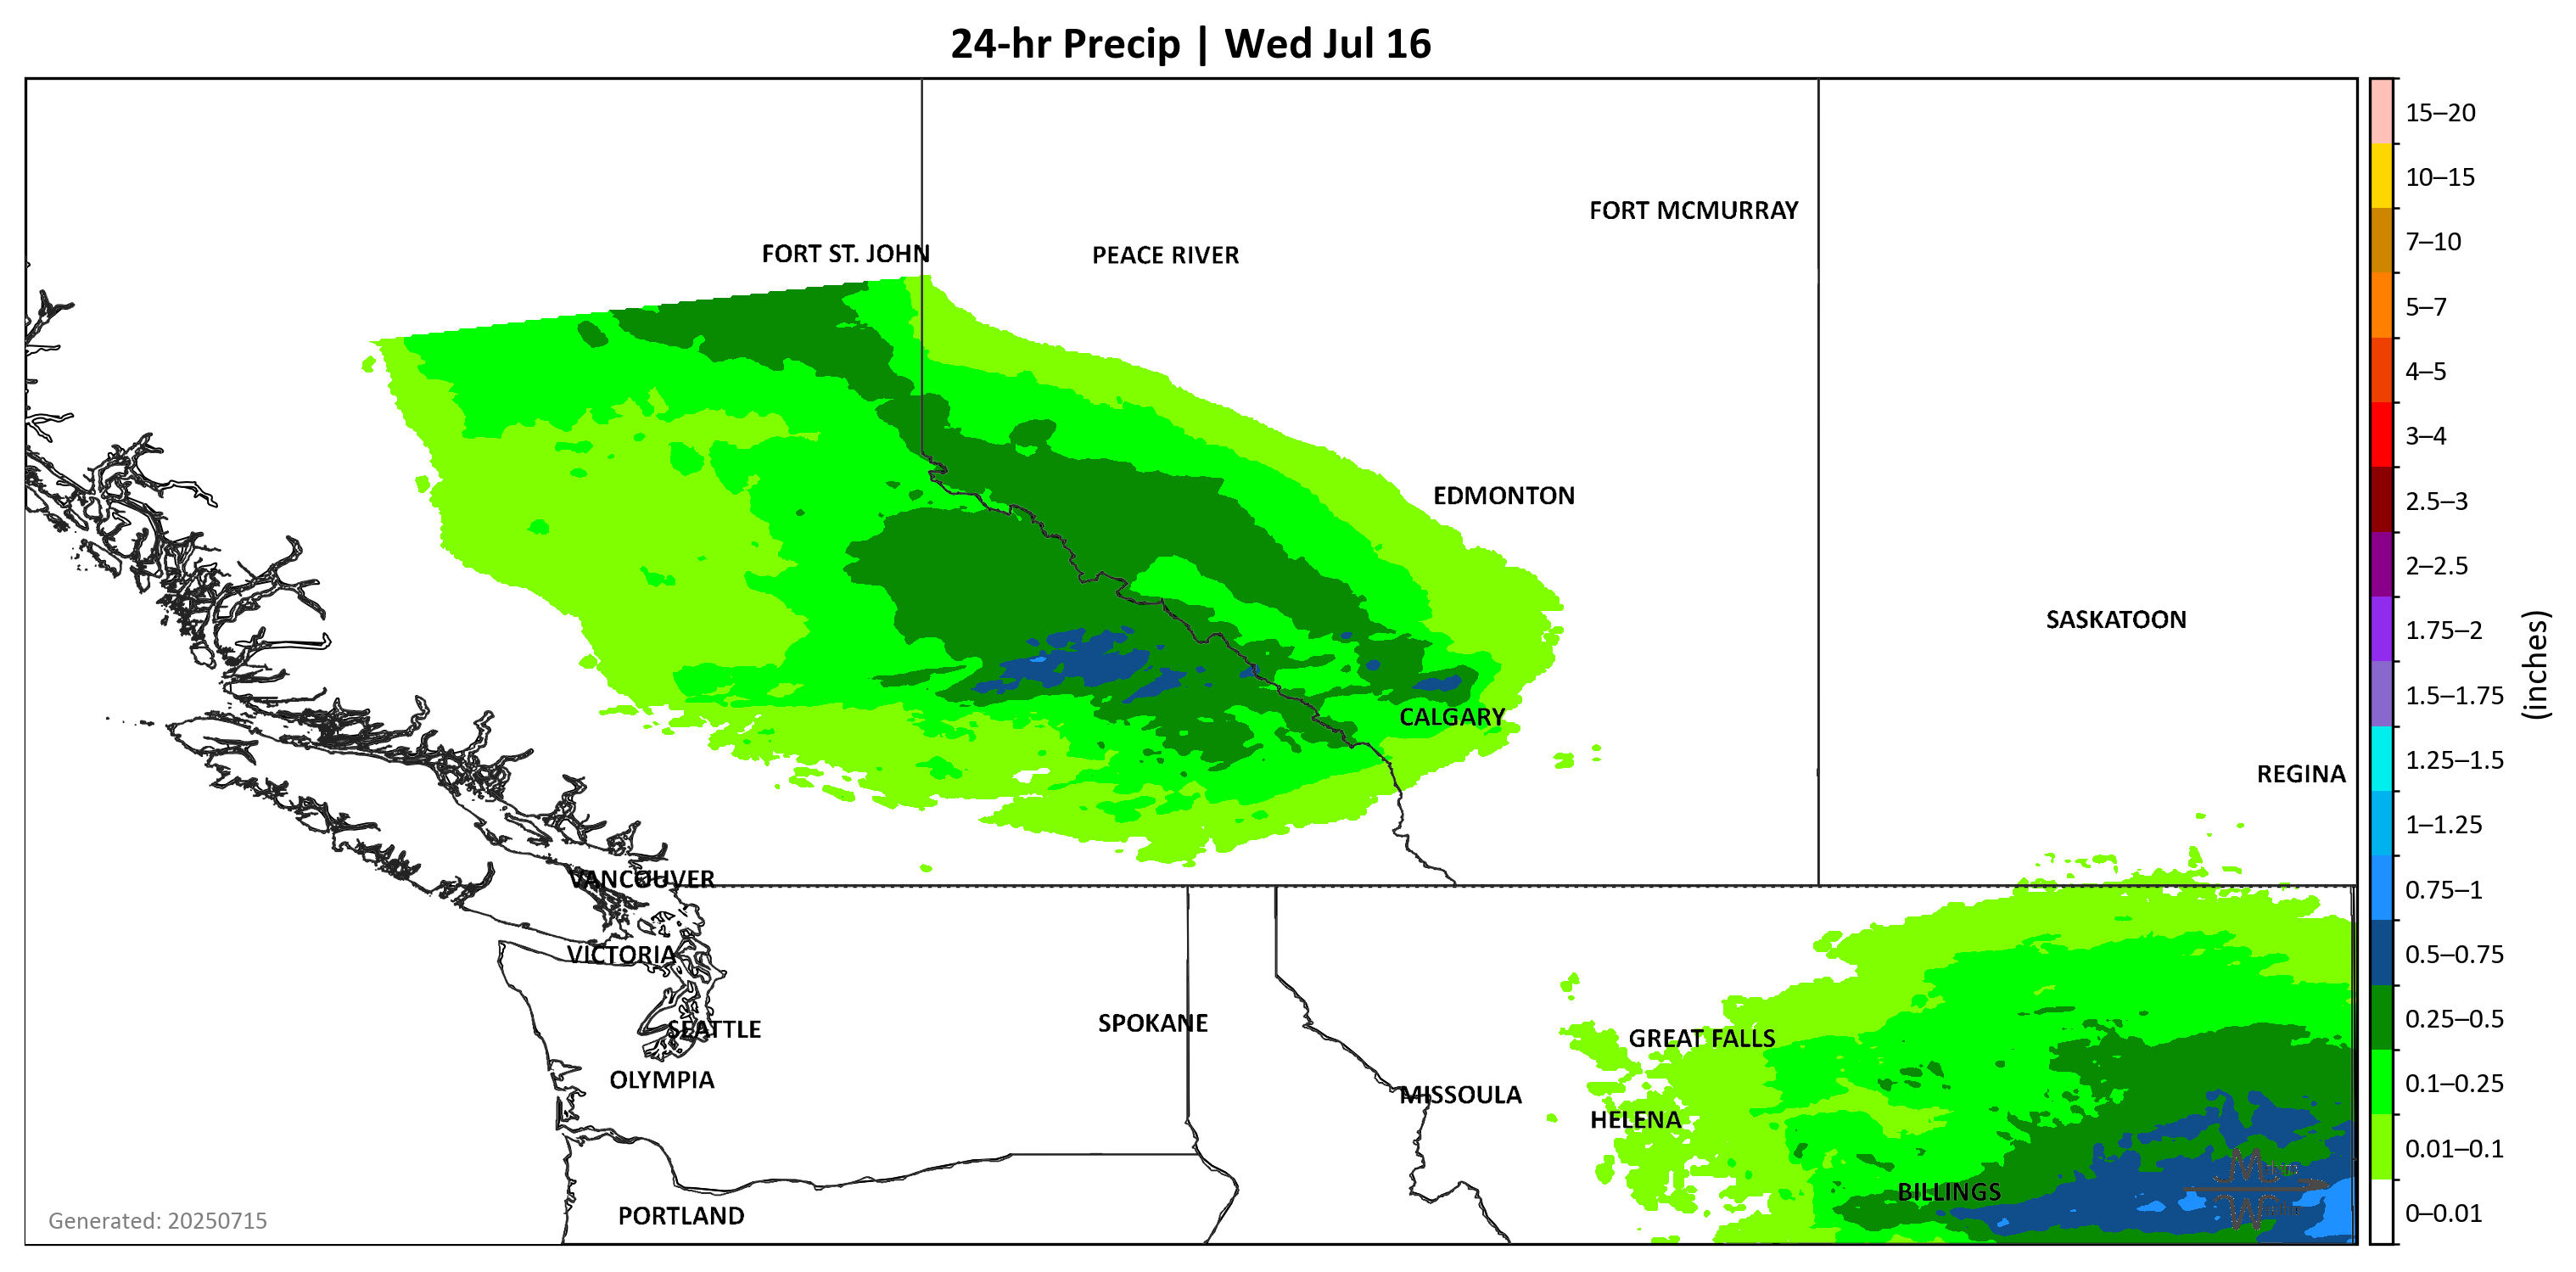 24-hr Precip | Wed Jul 16
15–20
10–15
FORT MCMURRAY
7–10
FORT ST. JOHN
PEACE RIVER
5–7
4–5
3–4
EDMONTON
2.5–3
2–2.5
SASKATOON
1.75–2
(inches)
1.5–1.75
CALGARY
1.25–1.5
REGINA
1–1.25
VANCOUVER
0.75–1
VICTORIA
0.5–0.75
SEATTLE
SPOKANE
GREAT FALLS
0.25–0.5
OLYMPIA
MISSOULA
0.1–0.25
HELENA
0.01–0.1
BILLINGS
PORTLAND
Generated: 20250715
0–0.01